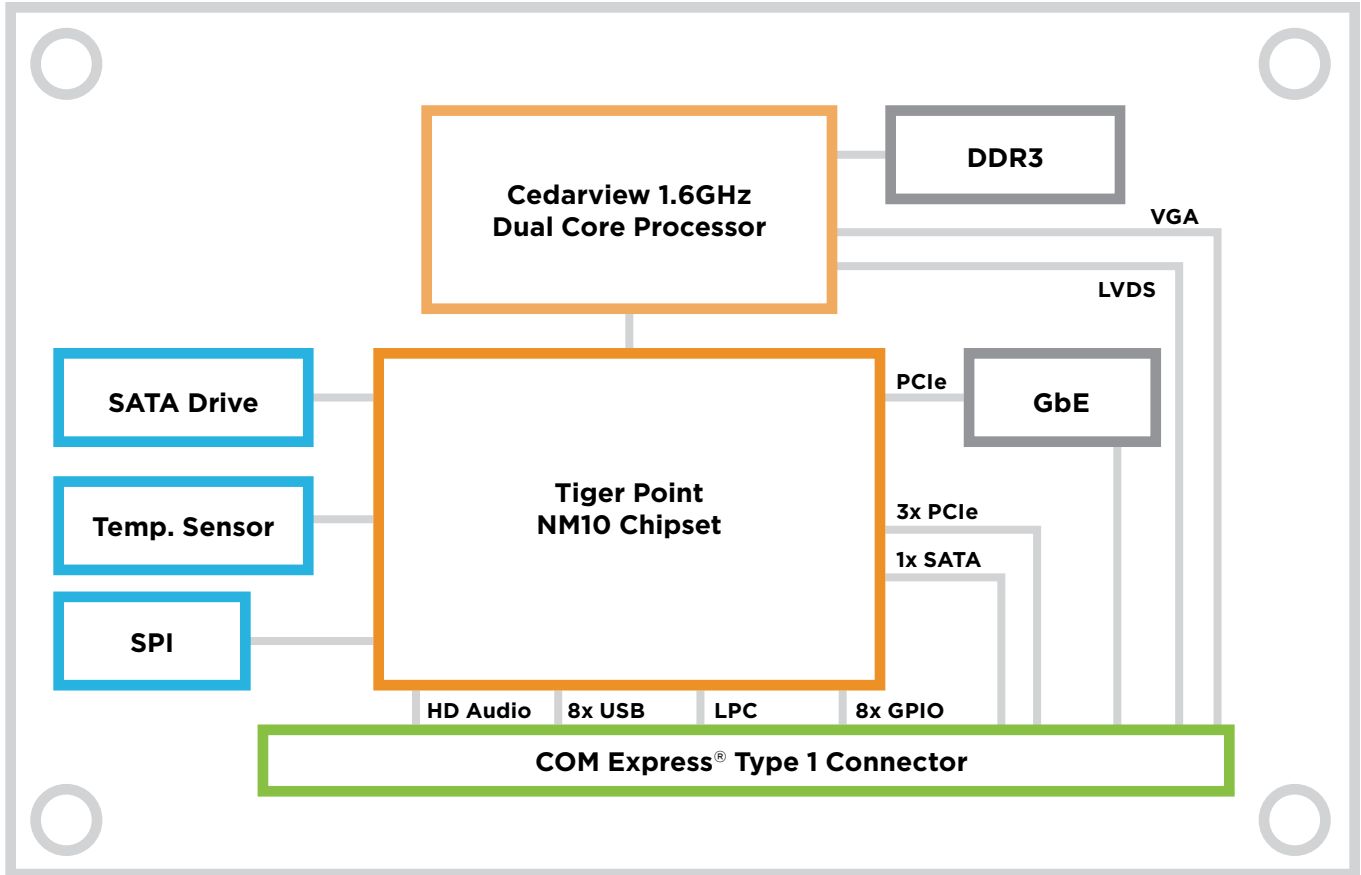 Cedarview 1.6GHz
Dual Core Processor
DDR3
VGA
LVDS
SATA Drive
PCIe
GbE
Temp. Sensor
Tiger Point
NM10 Chipset
3x PCIe
1x SATA
SPI
HD Audio
8x USB
LPC
8x GPIO
COM Express® Type 1 Connector